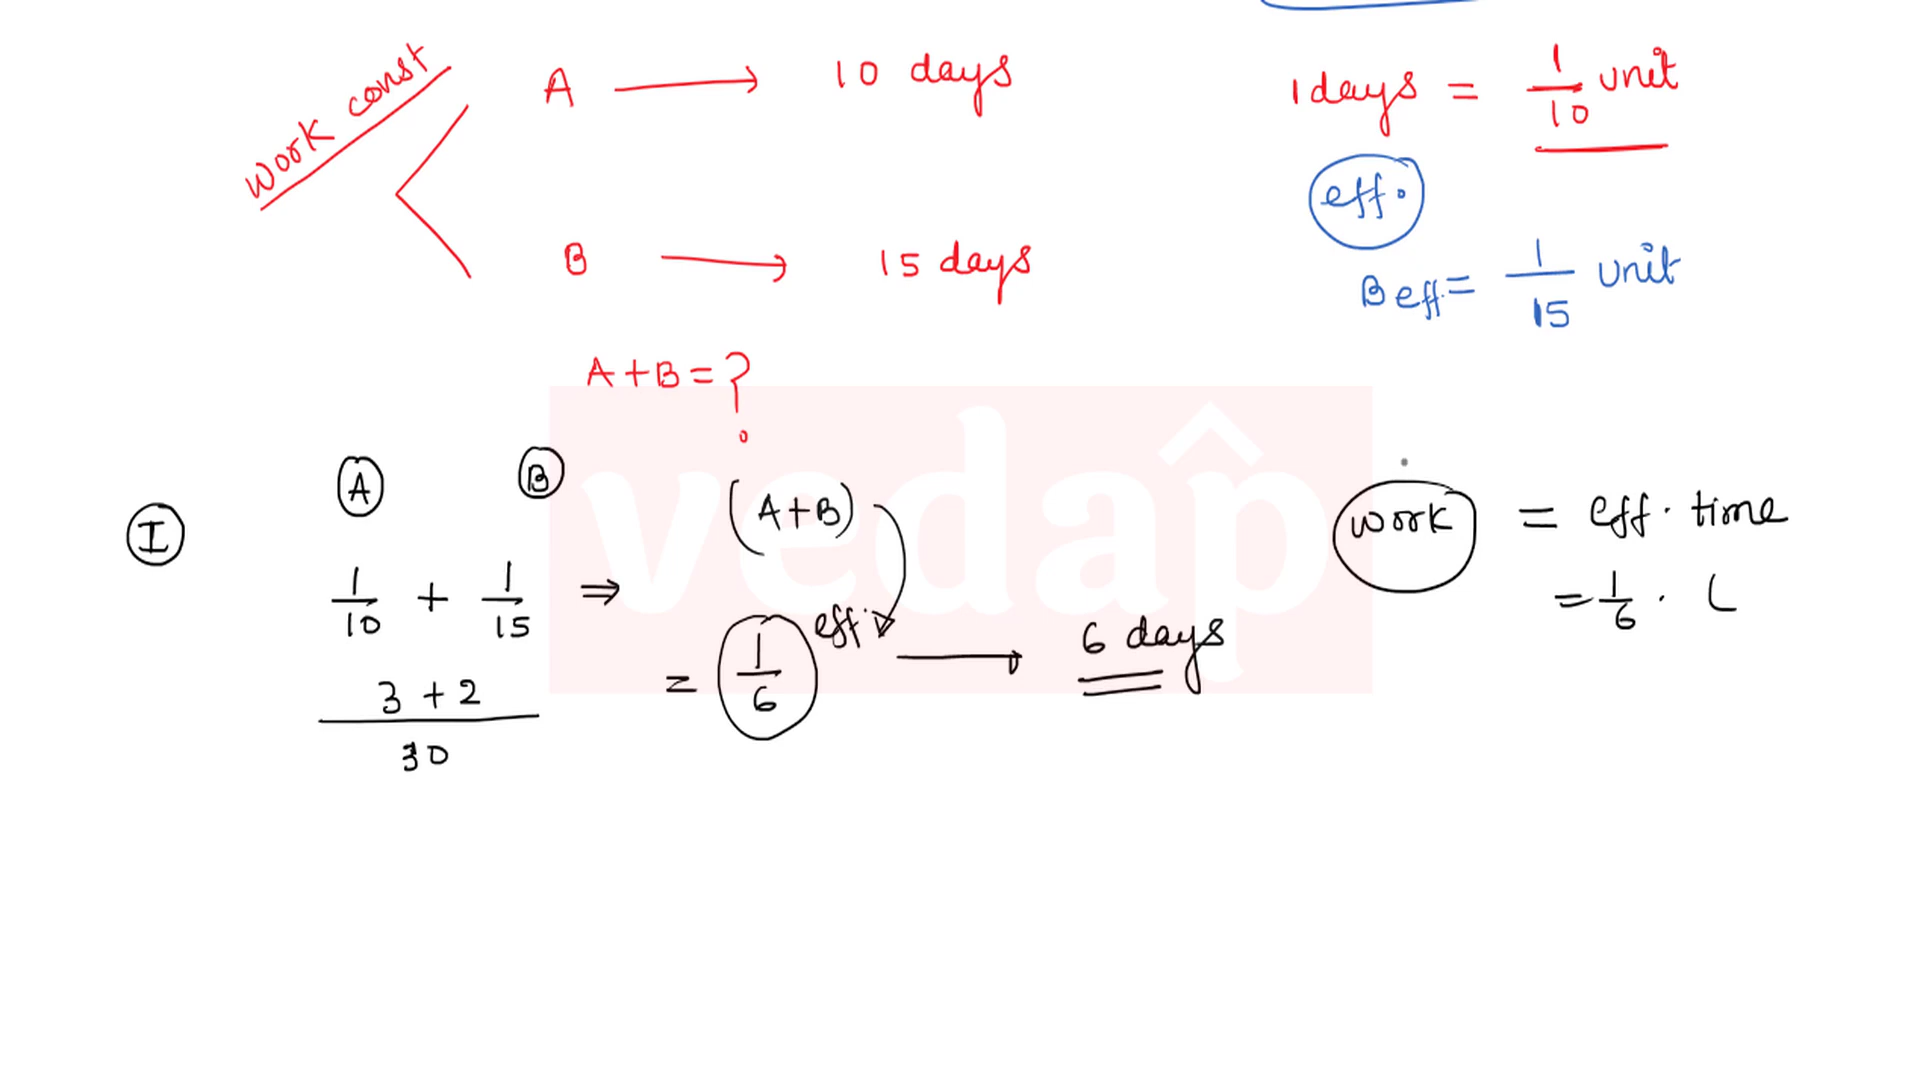 work const
A → 10 days
1 days = 1/10 unit
eff.
B → 15 days
B eff. = 1/15 unit
A + B = ?
I
A B
(A+B)
work = eff. time
1/10 + 1/15 ⇒
eff.
= 1/6 . (
3 + 2
30
= 1/6 → 6 days
vedap